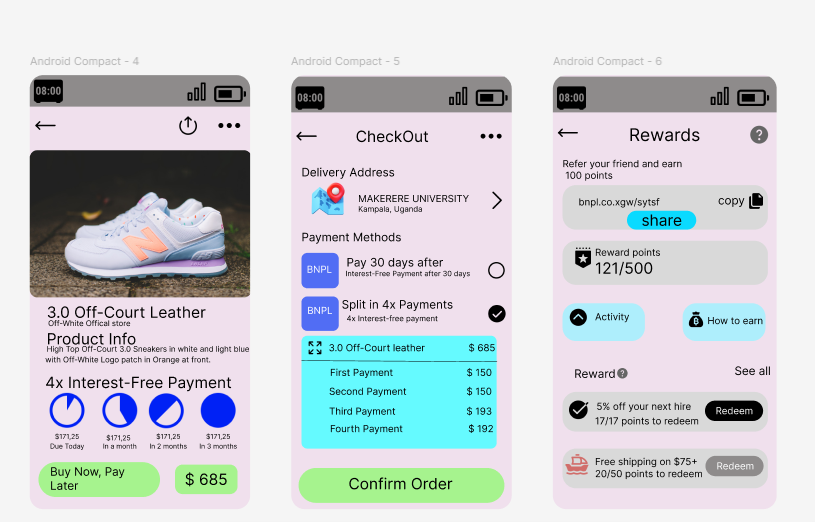 Android Compact - 4
08:00
3.0 Off-Court Leather
Off-White Offical store
Product Info
High Top Off-Court 3.0 Sneakers in white and light blue
with Off-White Logo patch in Orange at front.
4x Interest-Free Payment
$171,25 $171,25 $171,25 $171,25
Due Today In a month In 2 months In 3 months
Buy Now, Pay
Later
$ 685
Android Compact - 5
08:00
CheckOut
Delivery Address
MAKERERE UNIVERSITY
Kampala, Uganda
Payment Methods
BNPL
Pay 30 days after
Interest-Free Payment after 30 days
BNPL
Split in 4x Payments
4x Interest-free payment
3.0 Off-Court leather $ 685
First Payment $ 150
Second Payment $ 150
Third Payment $ 193
Fourth Payment $ 192
Confirm Order
Android Compact - 6
08:00
Rewards ?
Refer your friend and earn
100 points
bnpl.co.xgw/sytsf copy
share
Reward points
121/500
Activity
B How to earn
Reward ? See all
5% off your next hire
17/17 points to redeem
Redeem
Free shipping on $75+
20/50 points to redeem
Redeem